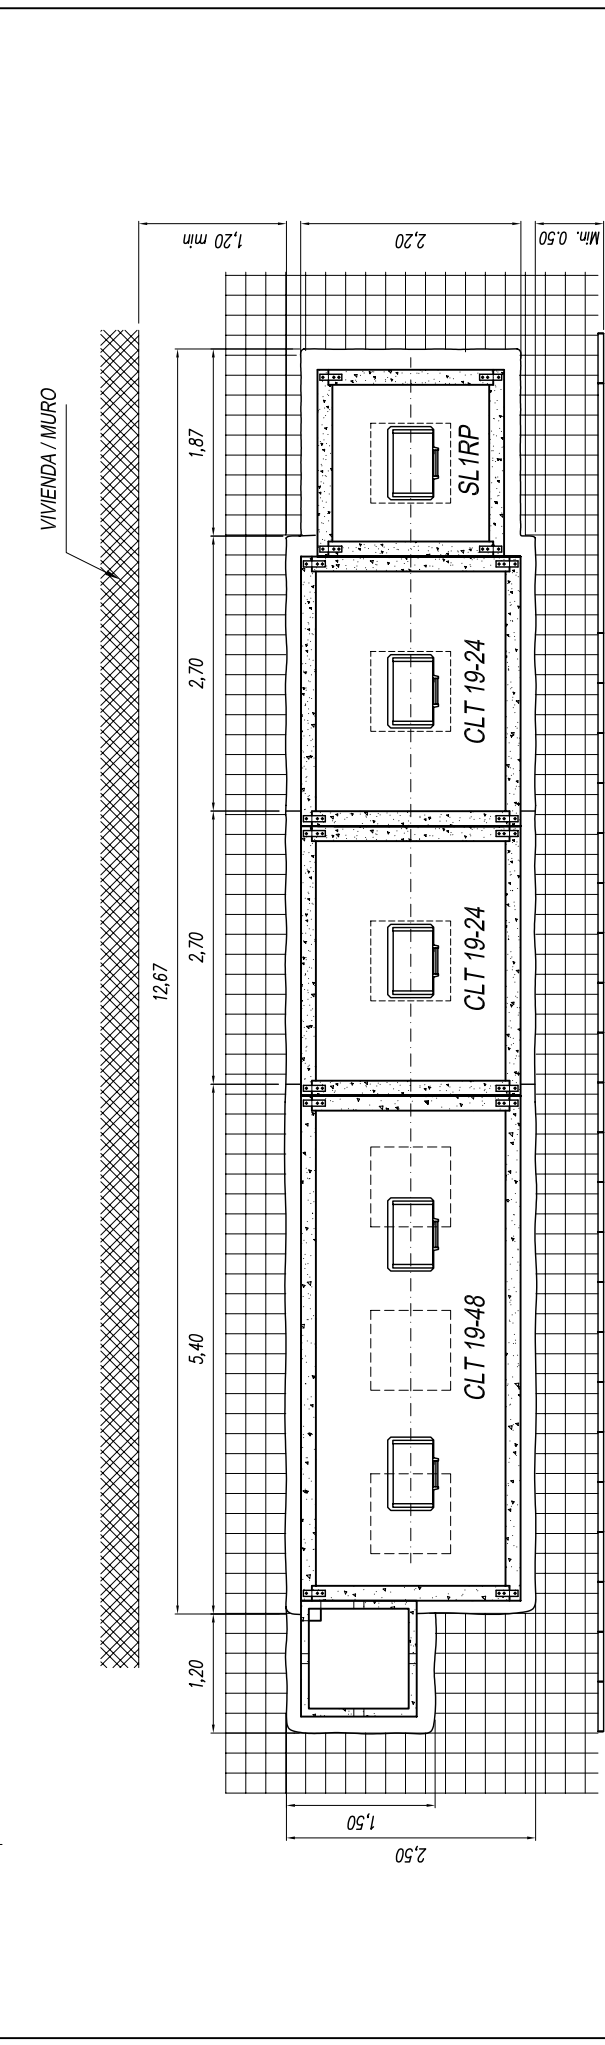 VIVIENDA / MURO
1,20 min
2,20
Min. 0.50
1,87
2,70
2,70
12,67
5,40
1,20
SL1RP
CLT 19-24
CLT 19-24
CLT 19-48
1,50
2,50